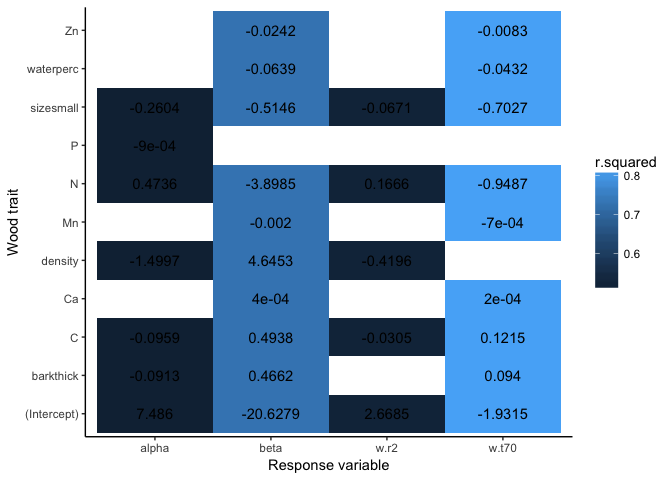 Zn -0.0242 -0.0083
waterperc -0.0639 -0.0432
sizesmall -0.2604 -0.5146 -0.0671 -0.7027
P -9e-04
N 0.4736 -3.8985 0.1666 -0.9487
Mn -0.002 -7e-04
density -1.4997 4.6453 -0.4196
Ca 4e-04 2e-04
C -0.0959 0.4938 -0.0305 0.1215
barkthick -0.0913 0.4662 0.094
(Intercept) 7.486 -20.6279 2.6685 -1.9315
alpha beta w.r2 w.t70
Response variable
Wood trait
r.squared
0.8
0.7
0.6